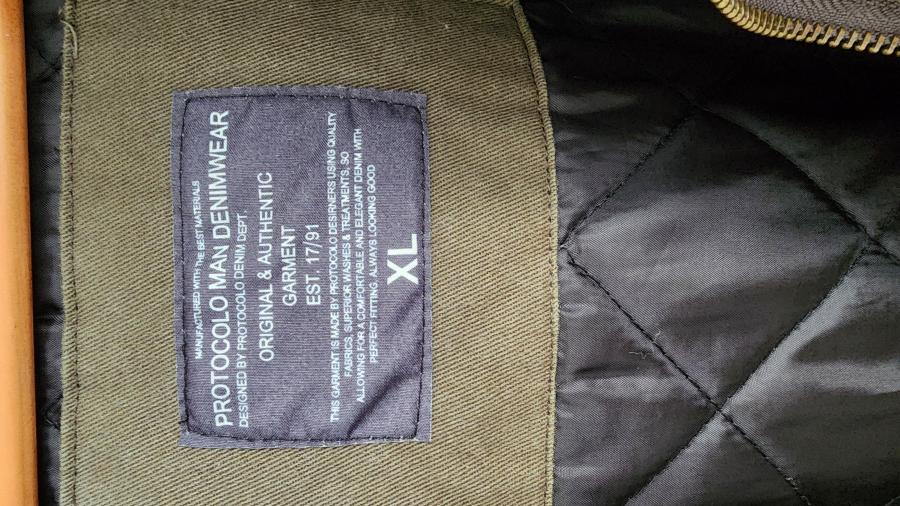 MANUFACTURED WITH THE BEST MATERIALS
PROTOCOLO MAN DENIMWEAR
DESIGNED BY PROTOCOLO DENIM DEPT.
ORIGINAL & AUTHENTIC
GARMENT
EST. 17/91
THIS GARMENT IS MADE BY PROTOCOLO DESIRNERS USING QUALITY
FABRICS, SUPERIOR WASHES & TREATMENTS, SO
ALLOWING FOR A COMFORTABLE AND ELEGANT DENIM WITH
PERFECT FITTING. ALWAYS LOOKING GOOD
XL